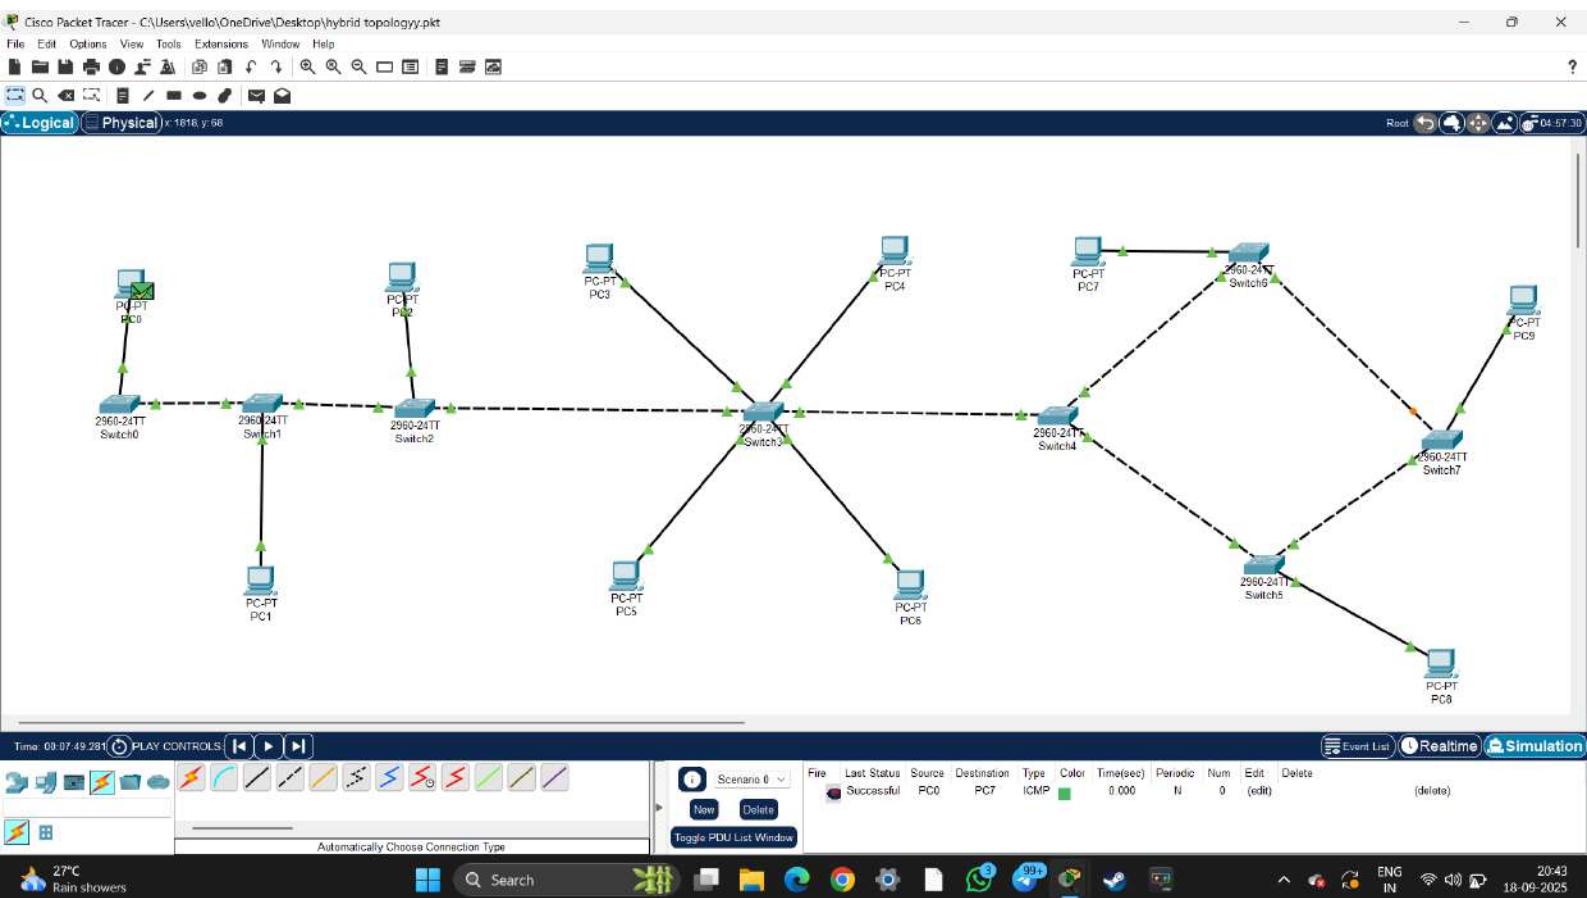 Cisco Packet Tracer - C:\Users\vello\OneDrive\Desktop\hybrid topologyy.pkt
File Edit Options View Tools Extensions Window Help
?
Logical Physical x: 1818, y: 68 Root 04:57:30
PC-PT
PC0
PC-PT
PC2
PC-PT
PC3
PC-PT
PC4
PC-PT
PC7
2960-24TT
Switch6
PC-PT
PC9
2960-24TT
Switch0
2960-24TT
Switch1
2960-24TT
Switch2
2960-24TT
Switch3
2960-24TT
Switch4
2960-24TT
Switch7
PC-PT
PC1
PC-PT
PC5
PC-PT
PC6
2960-24TT
Switch5
PC-PT
PC8
Time: 00:07:49.281 PLAY CONTROLS: Event List Realtime Simulation
Scenario 0
New Delete
Toggle PDU List Window
Fire Last Status Source Destination Type Color Time(sec) Periodic Num Edit Delete
Successful PC0 PC7 ICMP 0.000 N 0 (edit) (delete)
Automatically Choose Connection Type
27°C
Rain showers
Search
3
99+
ENG
IN
20:43
18-09-2025